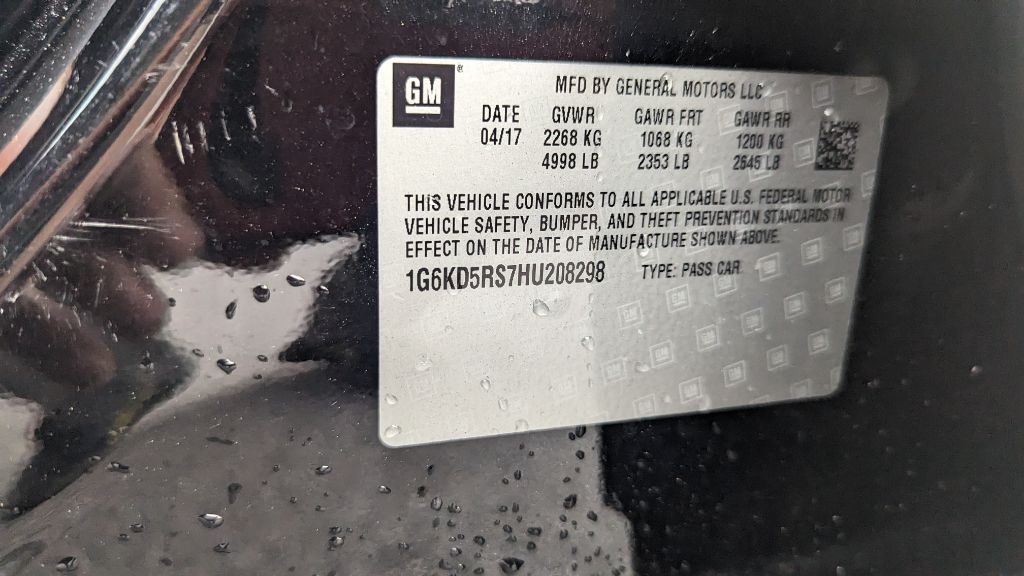 GM ®
MFD BY GENERAL MOTORS LLC
DATE GVWR GAWR FRT GAWR RR
04/17 2268 KG 1068 KG 1200 KG
4998 LB 2353 LB 2645 LB
THIS VEHICLE CONFORMS TO ALL APPLICABLE U.S. FEDERAL MOTOR
VEHICLE SAFETY, BUMPER, AND THEFT PREVENTION STANDARDS IN
EFFECT ON THE DATE OF MANUFACTURE SHOWN ABOVE.
1G6KD5RS7HU208298 TYPE: PASS CAR